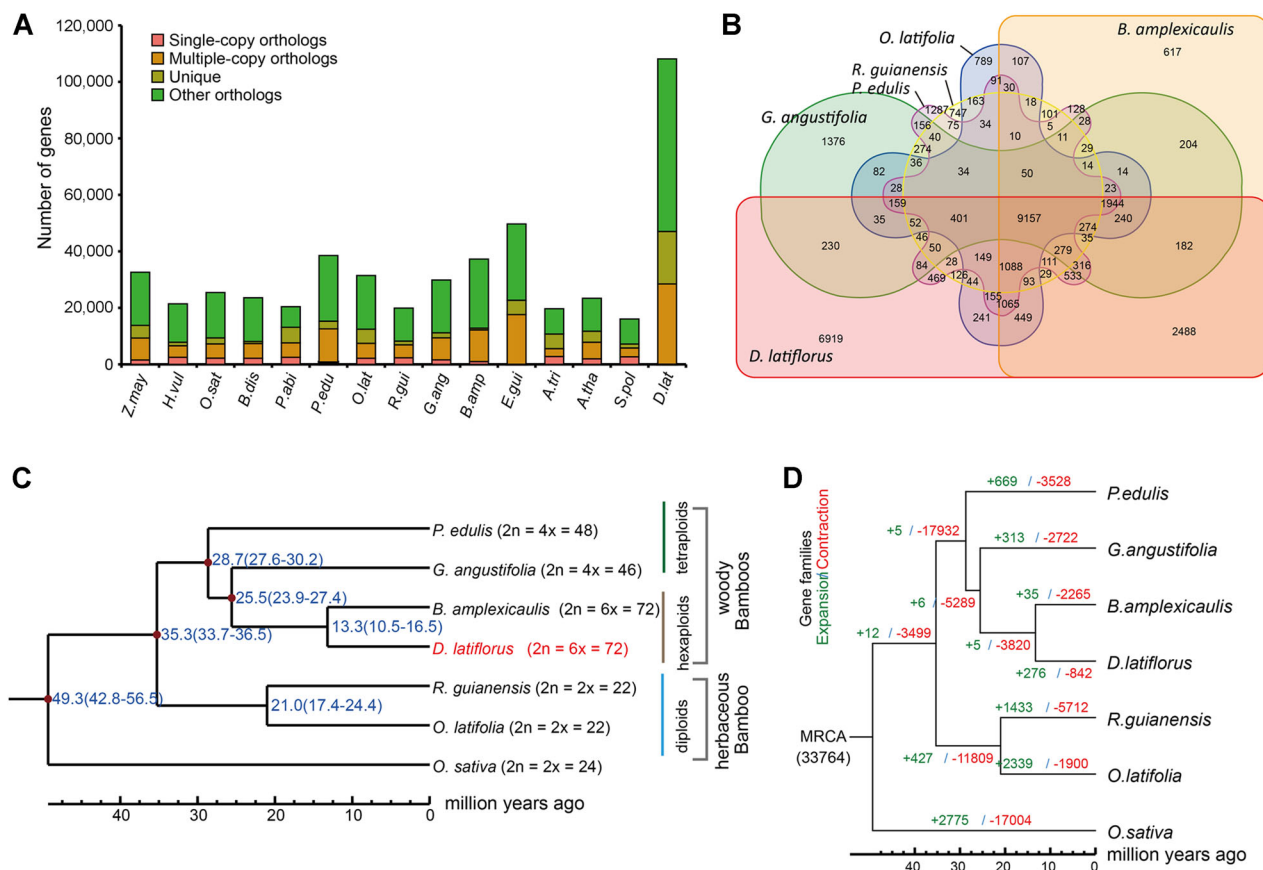 A
120,000
100,000
80,000
60,000
40,000
20,000
0
Number of genes
Single-copy orthologs
Multiple-copy orthologs
Unique
Other orthologs
Z.may
H.vul
O.sat
B.dis
P.abi
P.edu
O.lat
R.gui
G.ang
B.amp
E.gui
A.tri
A.tha
S.pol
D.lat
B
O. latifolia
B. amplexicaulis
R. guianensis
P. edulis
G. angustifolia
D. latiflorus
789 107 617
91 30
163 18
1287 747 101 128
156 75 34 5 28
40 10 11
1376 274 29 204
36 34 50 14
82 14
28 23
159 1944
35 52 401 9157 274 240
46 35
230 50 149 279 182
84 28 1088 111 316
469 126 44 93 29 533
155 1065
241 449
6919 2488
C
P. edulis (2n = 4x = 48)
28.7(27.6-30.2)
G. angustifolia (2n = 4x = 46)
25.5(23.9-27.4)
B. amplexicaulis (2n = 6x = 72)
13.3(10.5-16.5)
35.3(33.7-36.5)
D. latiflorus (2n = 6x = 72)
R. guianensis (2n = 2x = 22)
49.3(42.8-56.5)
21.0(17.4-24.4)
O. latifolia (2n = 2x = 22)
O. sativa (2n = 2x = 24)
tetraploids
hexaploids
diploids
woody
Bamboos
herbaceous
Bamboo
40 30 20 10 0
million years ago
D
Gene families
Expansion / Contraction
+669 / -3528
P.edulis
+5 / -17932
+313 / -2722
G.angustifolia
+6 / -5289
+35 / -2265
B.amplexicaulis
+12 / -3499
+5 / -3820
D.latiflorus
+276 / -842
+1433 / -5712
R.guianensis
MRCA
(33764)
+427 / -11809
+2339 / -1900
O.latifolia
+2775 / -17004
O.sativa
40 30 20 10 0
million years ago